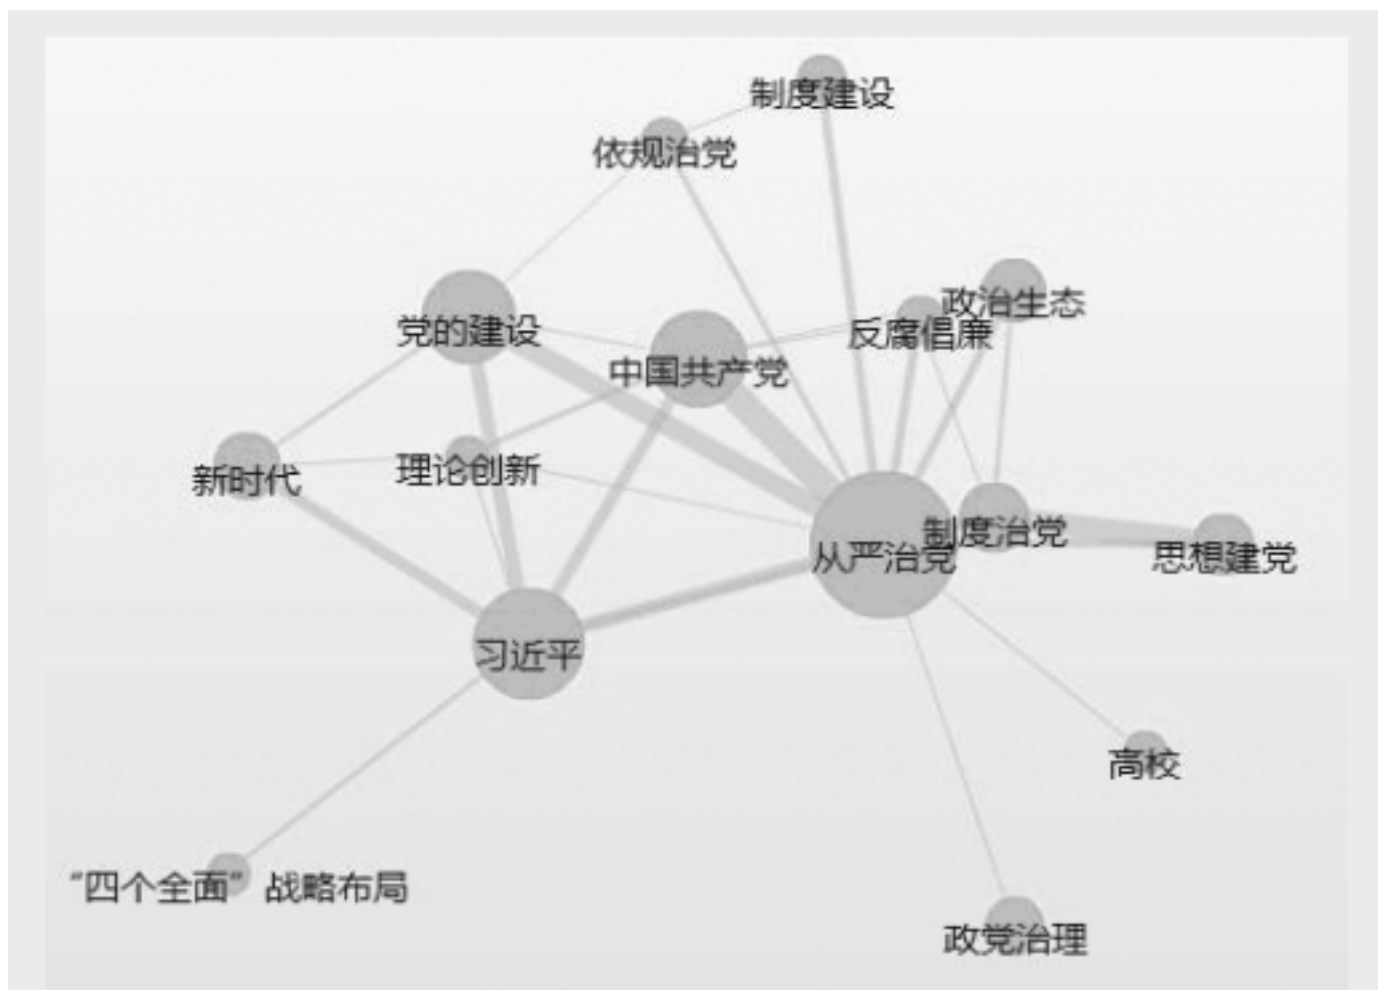 制度建设
依规治党
政治生态
党的建设
反腐倡廉
中国共产党
新时代
理论创新
制度治党
从严治党
思想建党
习近平
高校
“四个全面”战略布局
政党治理